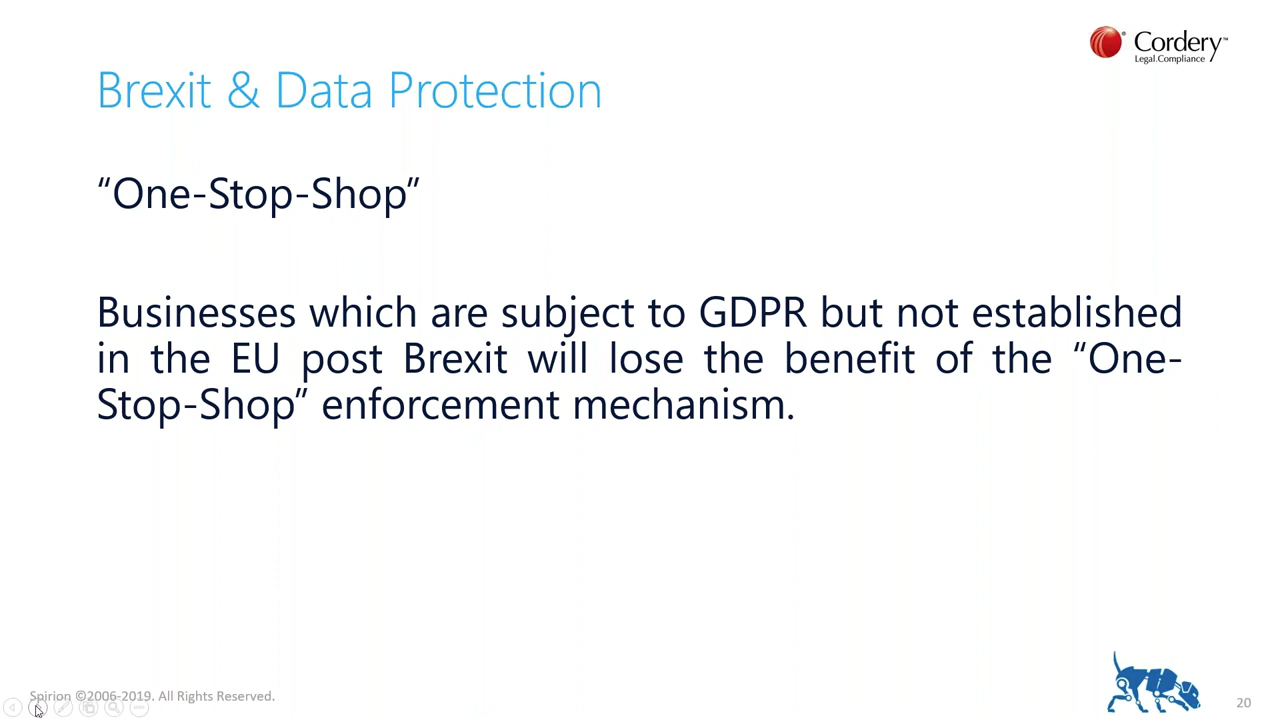 Cordery™
Legal.Compliance
Brexit & Data Protection
“One-Stop-Shop”
Businesses which are subject to GDPR but not established
in the EU post Brexit will lose the benefit of the “One-
Stop-Shop” enforcement mechanism.
Spirion ©2006-2019. All Rights Reserved.
20